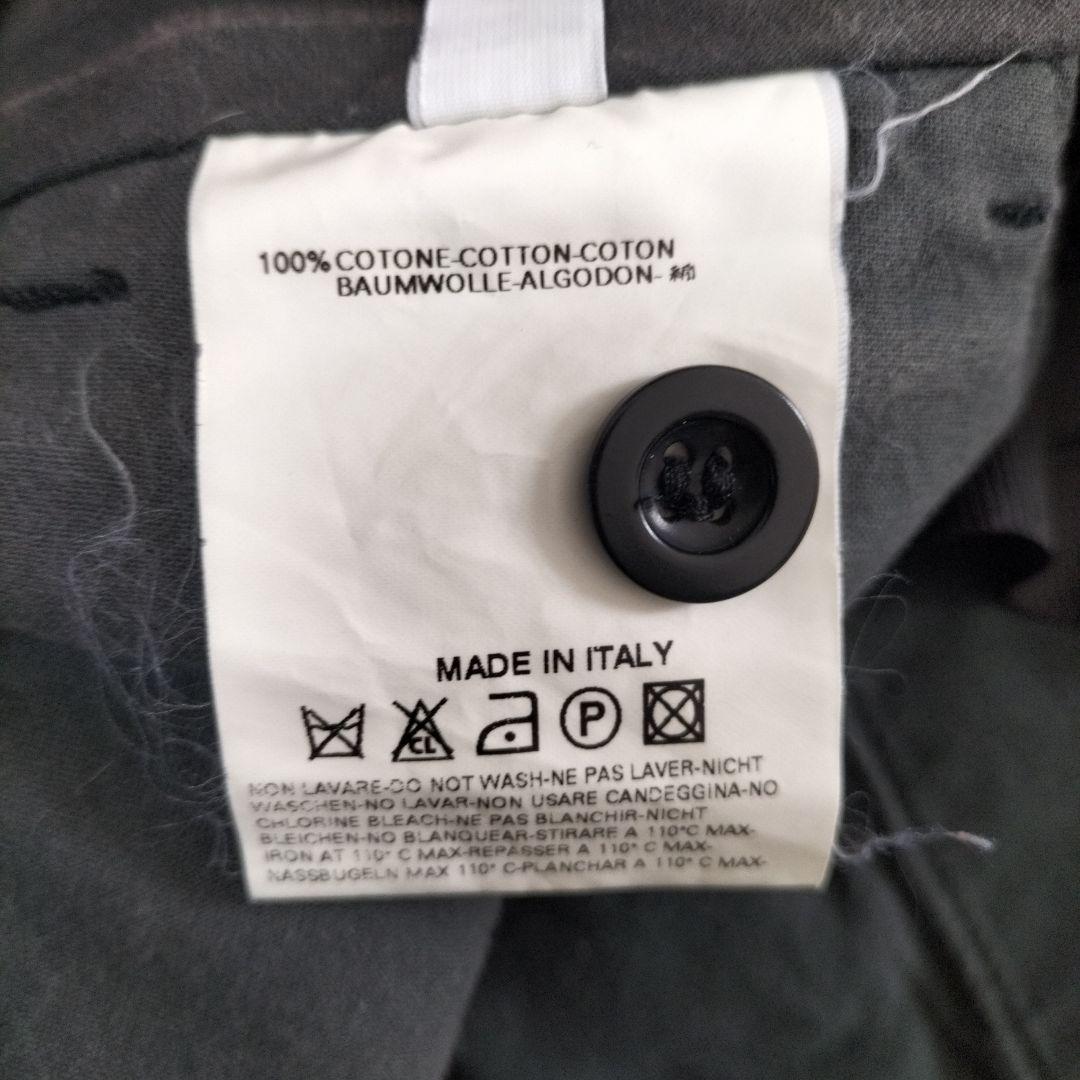 100% COTONE-COTTON-COTON
BAUMWOLLE-ALGODON- 綿
MADE IN ITALY
CL P
NON LAVARE-DO NOT WASH-NE PAS LAVER-NICHT
WASCHEN-NO LAVAR-NON USARE CANDEGGINA-NO
CHLORINE BLEACH-NE PAS BLANCHIR-NICHT
BLEICHEN-NO BLANQUEAR-STIRARE A 110°C MAX-
IRON AT 110° C MAX-REPASSER A 110° C MAX-
NASSBUGELN MAX 110° C-PLANCHAR A 110° C MAX-